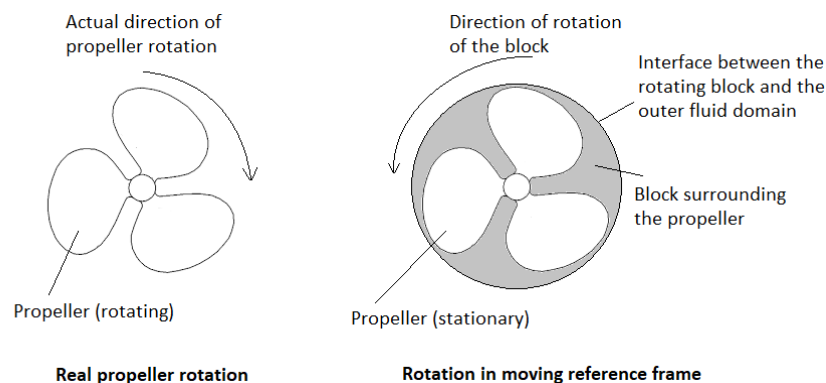 Actual direction of
propeller rotation
Direction of rotation
of the block
Interface between the
rotating block and the
outer fluid domain
Block surrounding
the propeller
Propeller (rotating)
Propeller (stationary)
Real propeller rotation
Rotation in moving reference frame